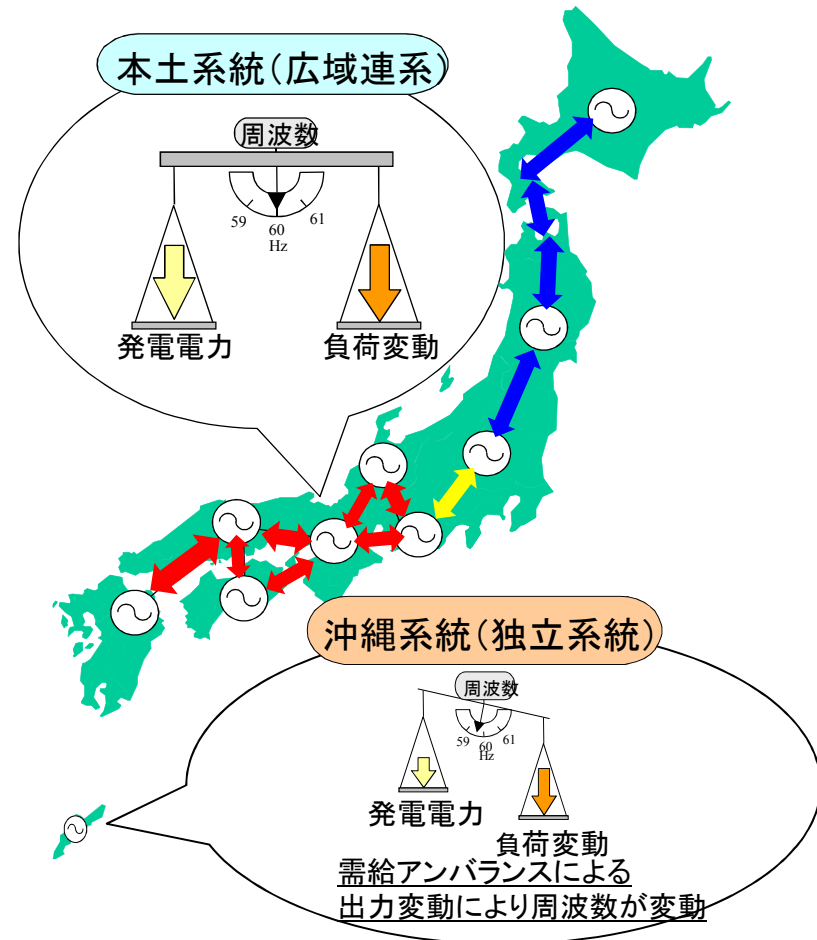 本土系統(広域連系)
周波数
59
60
61
Hz
発電電力
負荷変動
沖縄系統(独立系統)
周波数
59
60
61
Hz
発電電力
負荷変動
需給アンバランスによる
出力変動により周波数が変動